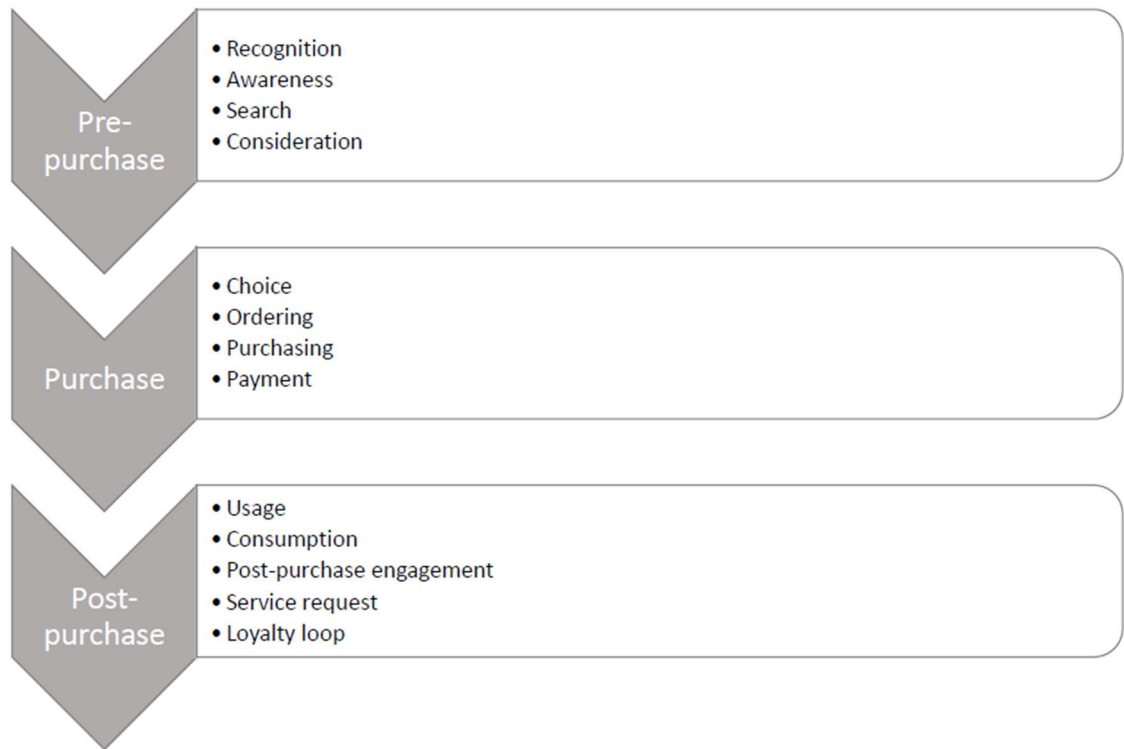 Pre-
purchase
• Recognition
• Awareness
• Search
• Consideration
Purchase
• Choice
• Ordering
• Purchasing
• Payment
Post-
purchase
• Usage
• Consumption
• Post-purchase engagement
• Service request
• Loyalty loop